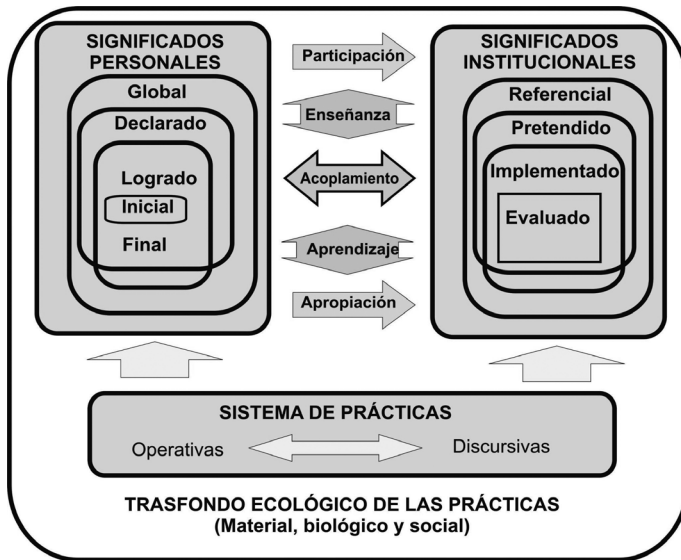 SIGNIFICADOS
PERSONALES
Global
Declarado
Logrado
Inicial
Final
Participación
Enseñanza
Acoplamiento
Aprendizaje
Apropiación
SIGNIFICADOS
INSTITUCIONALES
Referencial
Pretendido
Implementado
Evaluado
SISTEMA DE PRÁCTICAS
Operativas
Discursivas
TRASFONDO ECOLÓGICO DE LAS PRÁCTICAS
(Material, biológico y social)